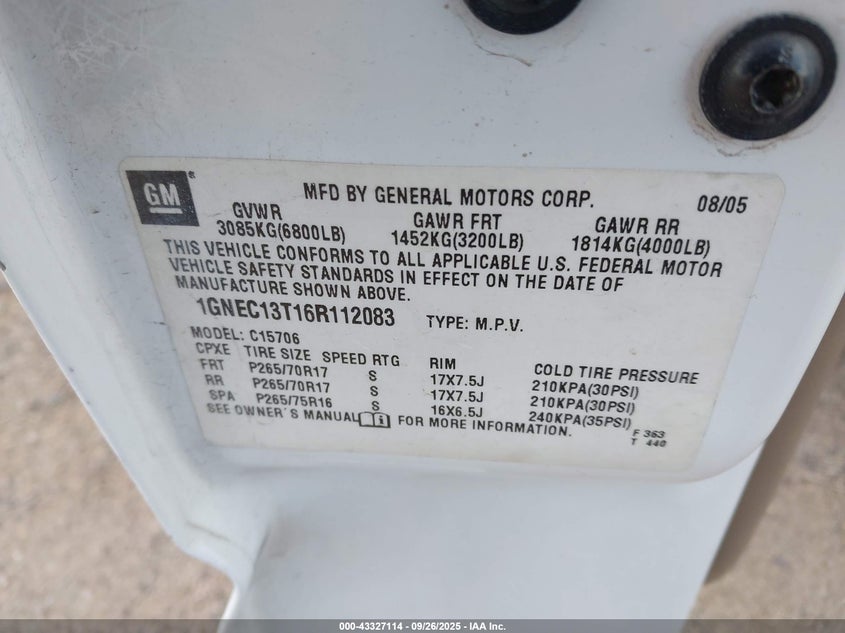 GM
MFD BY GENERAL MOTORS CORP. 08/05
GVWR GAWR FRT GAWR RR
3085KG(6800LB) 1452KG(3200LB) 1814KG(4000LB)
THIS VEHICLE CONFORMS TO ALL APPLICABLE U.S. FEDERAL MOTOR
VEHICLE SAFETY STANDARDS IN EFFECT ON THE DATE OF
MANUFACTURE SHOWN ABOVE.
1GNEC13T16R112083 TYPE: M.P.V.
MODEL: C15706
CPXE TIRE SIZE SPEED RTG RIM COLD TIRE PRESSURE
FRT P265/70R17 S 17X7.5J 210KPA(30PSI)
RR P265/70R17 S 17X7.5J 210KPA(30PSI)
SPA P265/75R16 S 16X6.5J 240KPA(35PSI)
SEE OWNER'S MANUAL FOR MORE INFORMATION.
F 363
T 440
000-43327114 - 09/26/2025 - IAA Inc.